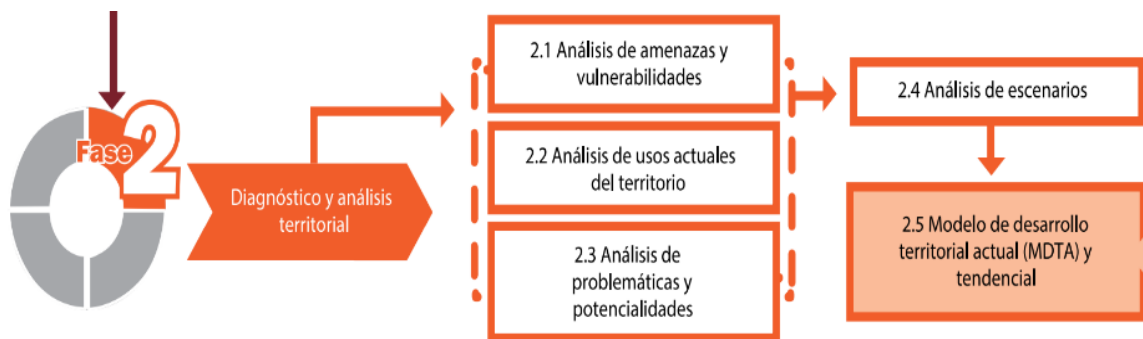 Fase 2
Diagnóstico y análisis
territorial
2.1 Análisis de amenazas y
vulnerabilidades
2.2 Análisis de usos actuales
del territorio
2.3 Análisis de
problemáticas y
potencialidades
2.4 Análisis de escenarios
2.5 Modelo de desarrollo
territorial actual (MDTA) y
tendencial